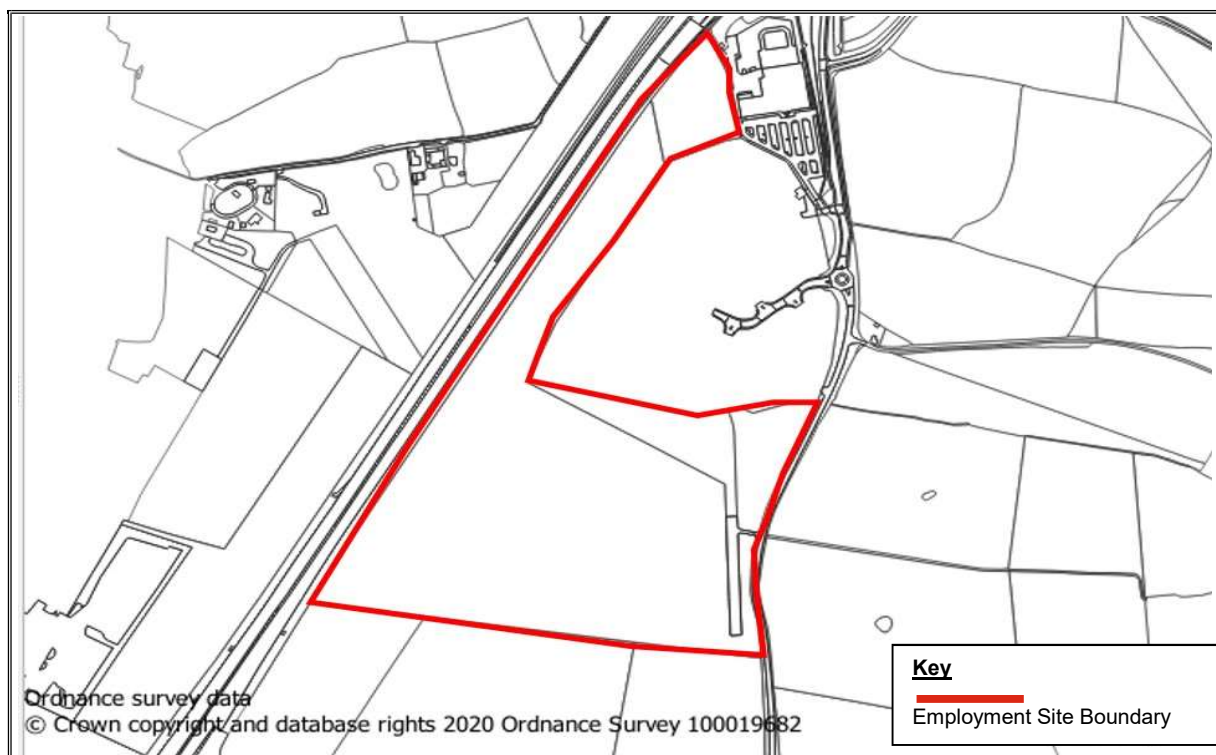 Key
Employment Site Boundary
Ordnance survey data
© Crown copyright and database rights 2020 Ordnance Survey 100019682